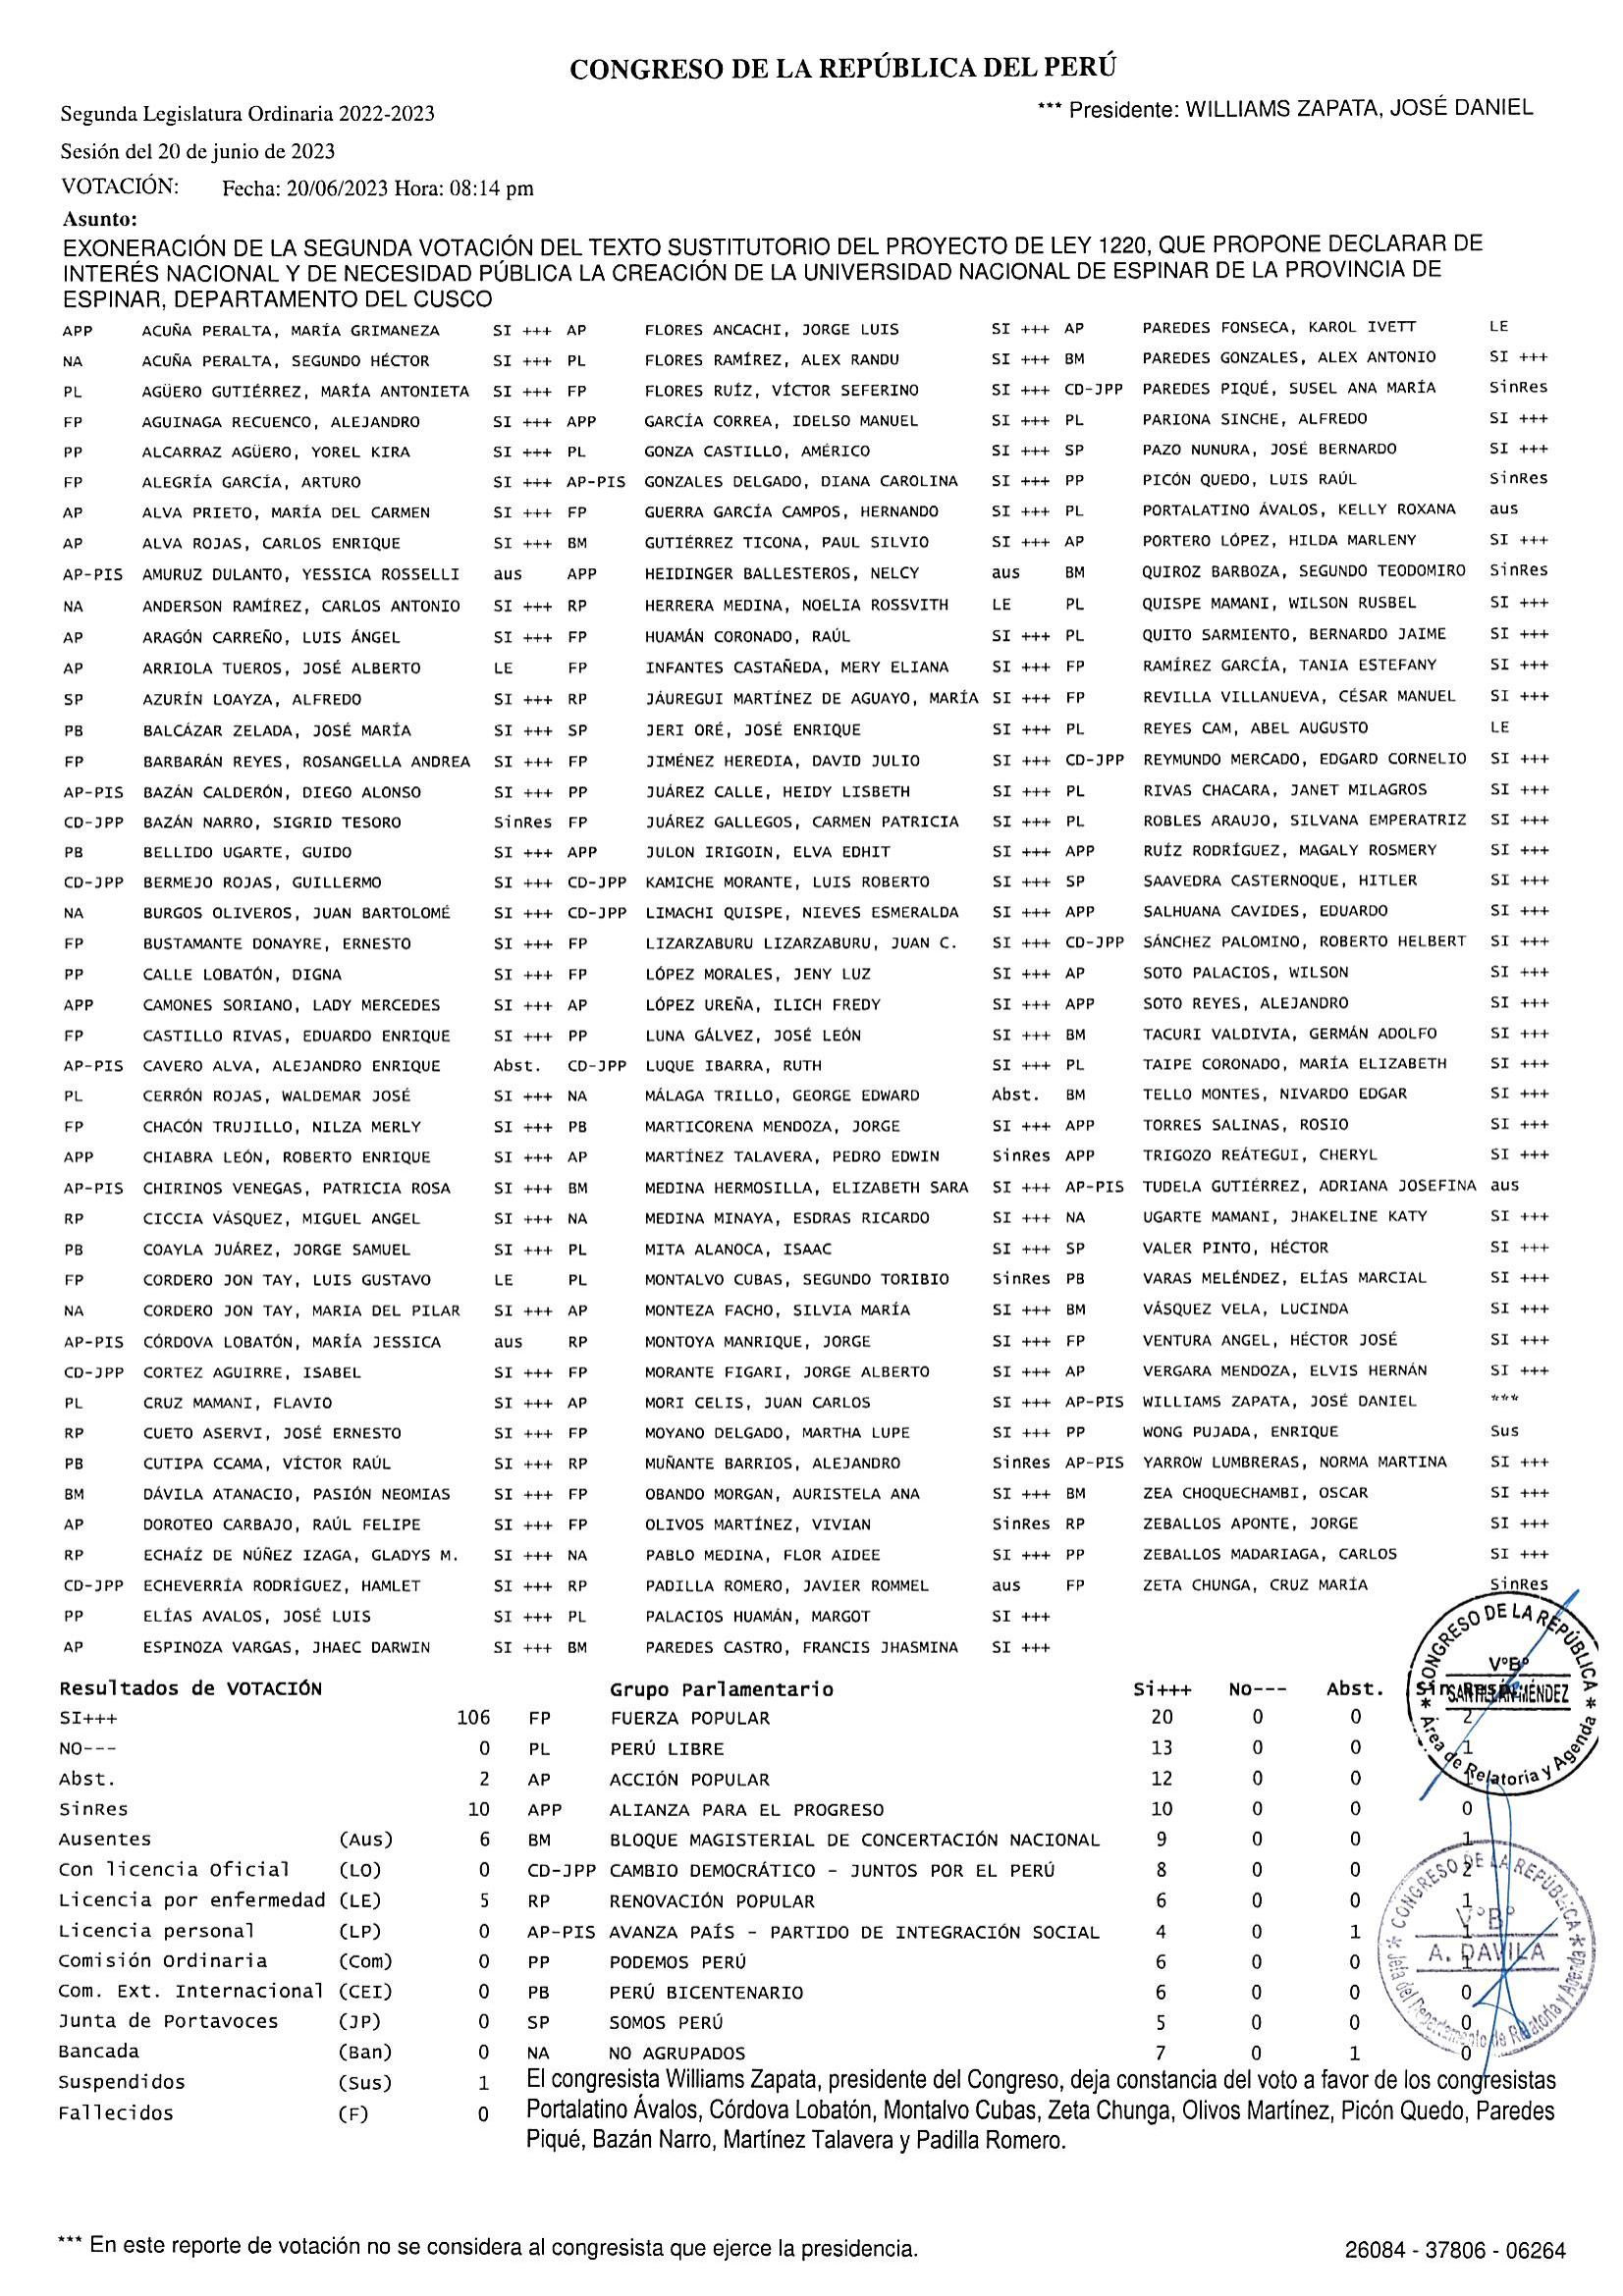 CONGRESO DE LA REPÚBLICA DEL PERÚ
Segunda Legislatura Ordinaria 2022-2023
*** Presidente: WILLIAMS ZAPATA, JOSÉ DANIEL
Sesión del 20 de junio de 2023
VOTACIÓN: Fecha: 20/06/2023 Hora: 08:14 pm
Asunto:
EXONERACIÓN DE LA SEGUNDA VOTACIÓN DEL TEXTO SUSTITUTORIO DEL PROYECTO DE LEY 1220, QUE PROPONE DECLARAR DE
INTERÉS NACIONAL Y DE NECESIDAD PÚBLICA LA CREACIÓN DE LA UNIVERSIDAD NACIONAL DE ESPINAR DE LA PROVINCIA DE
ESPINAR, DEPARTAMENTO DEL CUSCO
APP ACUÑA PERALTA, MARÍA GRIMANEZA SI +++ AP FLORES ANCACHI, JORGE LUIS SI +++ AP PAREDES FONSECA, KAROL IVETT LE
NA ACUÑA PERALTA, SEGUNDO HÉCTOR SI +++ PL FLORES RAMÍREZ, ALEX RANDU SI +++ BM PAREDES GONZALES, ALEX ANTONIO SI +++
PL AGÜERO GUTIÉRREZ, MARÍA ANTONIETA SI +++ FP FLORES RUÍZ, VÍCTOR SEFERINO SI +++ CD-JPP PAREDES PIQUÉ, SUSEL ANA MARÍA SinRes
FP AGUINAGA RECUENCO, ALEJANDRO SI +++ APP GARCÍA CORREA, IDELSO MANUEL SI +++ PL PARIONA SINCHE, ALFREDO SI +++
PP ALCARRAZ AGÜERO, YOREL KIRA SI +++ PL GONZA CASTILLO, AMÉRICO SI +++ SP PAZO NUNURA, JOSÉ BERNARDO SI +++
FP ALEGRÍA GARCÍA, ARTURO SI +++ AP-PIS GONZALES DELGADO, DIANA CAROLINA SI +++ PP PICÓN QUEDO, LUIS RAÚL SinRes
AP ALVA PRIETO, MARÍA DEL CARMEN SI +++ FP GUERRA GARCÍA CAMPOS, HERNANDO SI +++ PL PORTALATINO ÁVALOS, KELLY ROXANA aus
AP ALVA ROJAS, CARLOS ENRIQUE SI +++ BM GUTIÉRREZ TICONA, PAUL SILVIO SI +++ AP PORTERO LÓPEZ, HILDA MARLENY SI +++
AP-PIS AMURUZ DULANTO, YESSICA ROSSELLI aus APP HEIDINGER BALLESTEROS, NELCY aus BM QUIROZ BARBOZA, SEGUNDO TEODOMIRO SinRes
NA ANDERSON RAMÍREZ, CARLOS ANTONIO SI +++ RP HERRERA MEDINA, NOELIA ROSSVITH LE PL QUISPE MAMANI, WILSON RUSBEL SI +++
AP ARAGÓN CARREÑO, LUIS ÁNGEL SI +++ FP HUAMÁN CORONADO, RAÚL SI +++ PL QUITO SARMIENTO, BERNARDO JAIME SI +++
AP ARRIOLA TUEROS, JOSÉ ALBERTO LE FP INFANTES CASTAÑEDA, MERY ELIANA SI +++ FP RAMÍREZ GARCÍA, TANIA ESTEFANY SI +++
SP AZURÍN LOAYZA, ALFREDO SI +++ RP JÁUREGUI MARTÍNEZ DE AGUAYO, MARÍA SI +++ FP REVILLA VILLANUEVA, CÉSAR MANUEL SI +++
PB BALCÁZAR ZELADA, JOSÉ MARÍA SI +++ SP JERI ORÉ, JOSÉ ENRIQUE SI +++ PL REYES CAM, ABEL AUGUSTO LE
FP BARBARÁN REYES, ROSANGELLA ANDREA SI +++ FP JIMÉNEZ HEREDIA, DAVID JULIO SI +++ CD-JPP REYMUNDO MERCADO, EDGARD CORNELIO SI +++
AP-PIS BAZÁN CALDERÓN, DIEGO ALONSO SI +++ PP JUÁREZ CALLE, HEIDY LISBETH SI +++ PL RIVAS CHACARA, JANET MILAGROS SI +++
CD-JPP BAZÁN NARRO, SIGRID TESORO SinRes FP JUÁREZ GALLEGOS, CARMEN PATRICIA SI +++ PL ROBLES ARAUJO, SILVANA EMPERATRIZ SI +++
PB BELLIDO UGARTE, GUIDO SI +++ APP JULON IRIGOIN, ELVA EDHIT SI +++ APP RUÍZ RODRÍGUEZ, MAGALY ROSMERY SI +++
CD-JPP BERMEJO ROJAS, GUILLERMO SI +++ CD-JPP KAMICHE MORANTE, LUIS ROBERTO SI +++ SP SAAVEDRA CASTERNOQUE, HITLER SI +++
NA BURGOS OLIVEROS, JUAN BARTOLOMÉ SI +++ CD-JPP LIMACHI QUISPE, NIEVES ESMERALDA SI +++ APP SALHUANA CAVIDES, EDUARDO SI +++
FP BUSTAMANTE DONAYRE, ERNESTO SI +++ FP LIZARZABURU LIZARZABURU, JUAN C. SI +++ CD-JPP SÁNCHEZ PALOMINO, ROBERTO HELBERT SI +++
PP CALLE LOBATÓN, DIGNA SI +++ FP LÓPEZ MORALES, JENY LUZ SI +++ AP SOTO PALACIOS, WILSON SI +++
APP CAMONES SORIANO, LADY MERCEDES SI +++ AP LÓPEZ UREÑA, ILICH FREDY SI +++ APP SOTO REYES, ALEJANDRO SI +++
FP CASTILLO RIVAS, EDUARDO ENRIQUE SI +++ PP LUNA GÁLVEZ, JOSÉ LEÓN SI +++ BM TACURI VALDIVIA, GERMÁN ADOLFO SI +++
AP-PIS CAVERO ALVA, ALEJANDRO ENRIQUE Abst. CD-JPP LUQUE IBARRA, RUTH SI +++ PL TAIPE CORONADO, MARÍA ELIZABETH SI +++
PL CERRÓN ROJAS, WALDEMAR JOSÉ SI +++ NA MÁLAGA TRILLO, GEORGE EDWARD Abst. BM TELLO MONTES, NIVARDO EDGAR SI +++
FP CHACÓN TRUJILLO, NILZA MERLY SI +++ PB MARTICORENA MENDOZA, JORGE SI +++ APP TORRES SALINAS, ROSIO SI +++
APP CHIABRA LEÓN, ROBERTO ENRIQUE SI +++ AP MARTÍNEZ TALAVERA, PEDRO EDWIN SinRes APP TRIGOZO REÁTEGUI, CHERYL SI +++
AP-PIS CHIRINOS VENEGAS, PATRICIA ROSA SI +++ BM MEDINA HERMOSILLA, ELIZABETH SARA SI +++ AP-PIS TUDELA GUTIÉRREZ, ADRIANA JOSEFINA aus
RP CICCIA VÁSQUEZ, MIGUEL ANGEL SI +++ NA MEDINA MINAYA, ESDRAS RICARDO SI +++ NA UGARTE MAMANI, JHAKELINE KATY SI +++
PB COAYLA JUÁREZ, JORGE SAMUEL SI +++ PL MITA ALANOCA, ISAAC SI +++ SP VALER PINTO, HÉCTOR SI +++
FP CORDERO JON TAY, LUIS GUSTAVO LE PL MONTALVO CUBAS, SEGUNDO TORIBIO SinRes PB VARAS MELÉNDEZ, ELÍAS MARCIAL SI +++
NA CORDERO JON TAY, MARIA DEL PILAR SI +++ AP MONTEZA FACHO, SILVIA MARÍA SI +++ BM VÁSQUEZ VELA, LUCINDA SI +++
AP-PIS CÓRDOVA LOBATÓN, MARÍA JESSICA aus RP MONTOYA MANRIQUE, JORGE SI +++ FP VENTURA ANGEL, HÉCTOR JOSÉ SI +++
CD-JPP CORTEZ AGUIRRE, ISABEL SI +++ FP MORANTE FIGARI, JORGE ALBERTO SI +++ AP VERGARA MENDOZA, ELVIS HERNÁN SI +++
PL CRUZ MAMANI, FLAVIO SI +++ AP MORI CELIS, JUAN CARLOS SI +++ AP-PIS WILLIAMS ZAPATA, JOSÉ DANIEL ***
RP CUETO ASERVI, JOSÉ ERNESTO SI +++ FP MOYANO DELGADO, MARTHA LUPE SI +++ PP WONG PUJADA, ENRIQUE Sus
PB CUTIPA CCAMA, VÍCTOR RAÚL SI +++ RP MUÑANTE BARRIOS, ALEJANDRO SinRes AP-PIS YARROW LUMBRERAS, NORMA MARTINA SI +++
BM DÁVILA ATANACIO, PASIÓN NEOMIAS SI +++ FP OBANDO MORGAN, AURISTELA ANA SI +++ BM ZEA CHOQUECHAMBI, OSCAR SI +++
AP DOROTEO CARBAJO, RAÚL FELIPE SI +++ FP OLIVOS MARTÍNEZ, VIVIAN SinRes RP ZEBALLOS APONTE, JORGE SI +++
RP ECHAÍZ DE NÚÑEZ IZAGA, GLADYS M. SI +++ NA PABLO MEDINA, FLOR AIDEE SI +++ PP ZEBALLOS MADARIAGA, CARLOS SI +++
CD-JPP ECHEVERRÍA RODRÍGUEZ, HAMLET SI +++ RP PADILLA ROMERO, JAVIER ROMMEL aus FP ZETA CHUNGA, CRUZ MARÍA SinRes
PP ELÍAS AVALOS, JOSÉ LUIS SI +++ PL PALACIOS HUAMÁN, MARGOT SI +++
AP ESPINOZA VARGAS, JHAEC DARWIN SI +++ BM PAREDES CASTRO, FRANCIS JHASMINA SI +++
CONGRESO DE LA REPÚBLICA
V°B°
SANTILLÁN MÉNDEZ
Área de Relatoría y Agenda
Resultados de VOTACIÓN Grupo Parlamentario Si+++ No--- Abst. Sin Resp.
SI+++ 106 FP FUERZA POPULAR 20 0 0 2
NO--- 0 PL PERÚ LIBRE 13 0 0 1
Abst. 2 AP ACCIÓN POPULAR 12 0 0 1
SinRes 10 APP ALIANZA PARA EL PROGRESO 10 0 0 0
Ausentes (Aus) 6 BM BLOQUE MAGISTERIAL DE CONCERTACIÓN NACIONAL 9 0 0 1
Con licencia Oficial (LO) 0 CD-JPP CAMBIO DEMOCRÁTICO - JUNTOS POR EL PERÚ 8 0 0 2
Licencia por enfermedad (LE) 5 RP RENOVACIÓN POPULAR 6 0 0 1
Licencia personal (LP) 0 AP-PIS AVANZA PAÍS - PARTIDO DE INTEGRACIÓN SOCIAL 4 0 1 1
Comisión Ordinaria (Com) 0 PP PODEMOS PERÚ 6 0 0 1
Com. Ext. Internacional (CEI) 0 PB PERÚ BICENTENARIO 6 0 0 0
Junta de Portavoces (JP) 0 SP SOMOS PERÚ 5 0 0 0
Bancada (Ban) 0 NA NO AGRUPADOS 7 0 1 0
Suspendidos (Sus) 1
Fallecidos (F) 0
CONGRESO DE LA REPÚBLICA
V°B°
A. DAVILA
Jefa del Departamento de Relatoría y Agenda
El congresista Williams Zapata, presidente del Congreso, deja constancia del voto a favor de los congresistas
Portalatino Ávalos, Córdova Lobatón, Montalvo Cubas, Zeta Chunga, Olivos Martínez, Picón Quedo, Paredes
Piqué, Bazán Narro, Martínez Talavera y Padilla Romero.
*** En este reporte de votación no se considera al congresista que ejerce la presidencia.
26084 - 37806 - 06264